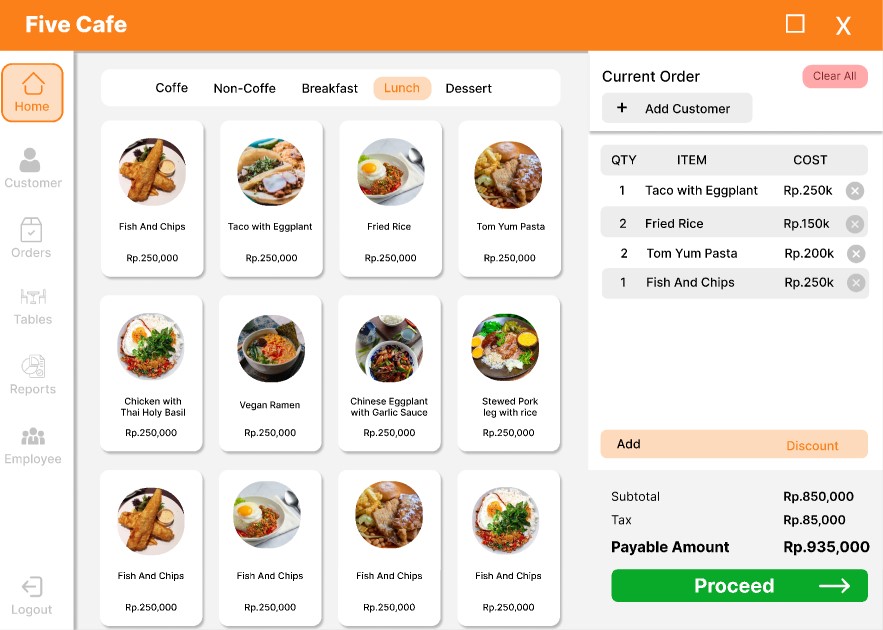 Five Cafe
X
Home
Customer
Orders
Tables
Reports
Employee
Logout
Coffe Non-Coffe Breakfast Lunch Dessert
Fish And Chips
Rp.250,000
Taco with Eggplant
Rp.250,000
Fried Rice
Rp.250,000
Tom Yum Pasta
Rp.250,000
Chicken with
Thai Holy Basil
Rp.250,000
Vegan Ramen
Rp.250,000
Chinese Eggplant
with Garlic Sauce
Rp.250,000
Stewed Pork
leg with rice
Rp.250,000
Fish And Chips
Rp.250,000
Fish And Chips
Rp.250,000
Fish And Chips
Rp.250,000
Fish And Chips
Rp.250,000
Current Order Clear All
+ Add Customer
QTY ITEM COST
1 Taco with Eggplant Rp.250k
2 Fried Rice Rp.150k
2 Tom Yum Pasta Rp.200k
1 Fish And Chips Rp.250k
Add Discount
Subtotal Rp.850,000
Tax Rp.85,000
Payable Amount Rp.935,000
Proceed